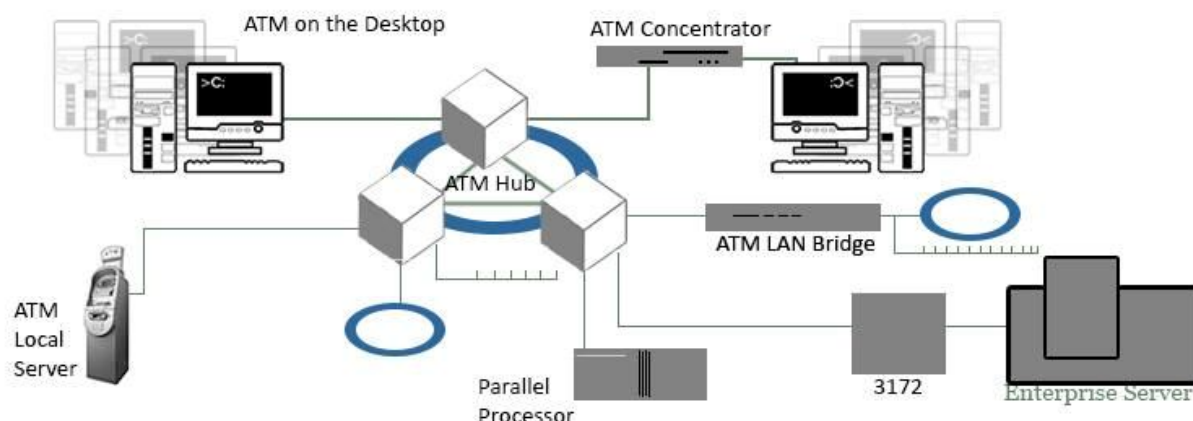 ATM on the Desktop
ATM Concentrator
>C:
>C:
ATM Hub
ATM LAN Bridge
ATM
Local
Server
Parallel
Processor
3172
Enterprise Server